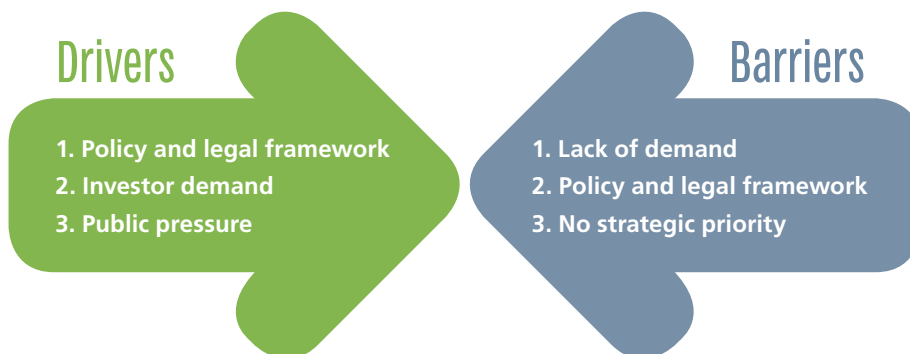 Drivers
1. Policy and legal framework
2. Investor demand
3. Public pressure
Barriers
1. Lack of demand
2. Policy and legal framework
3. No strategic priority